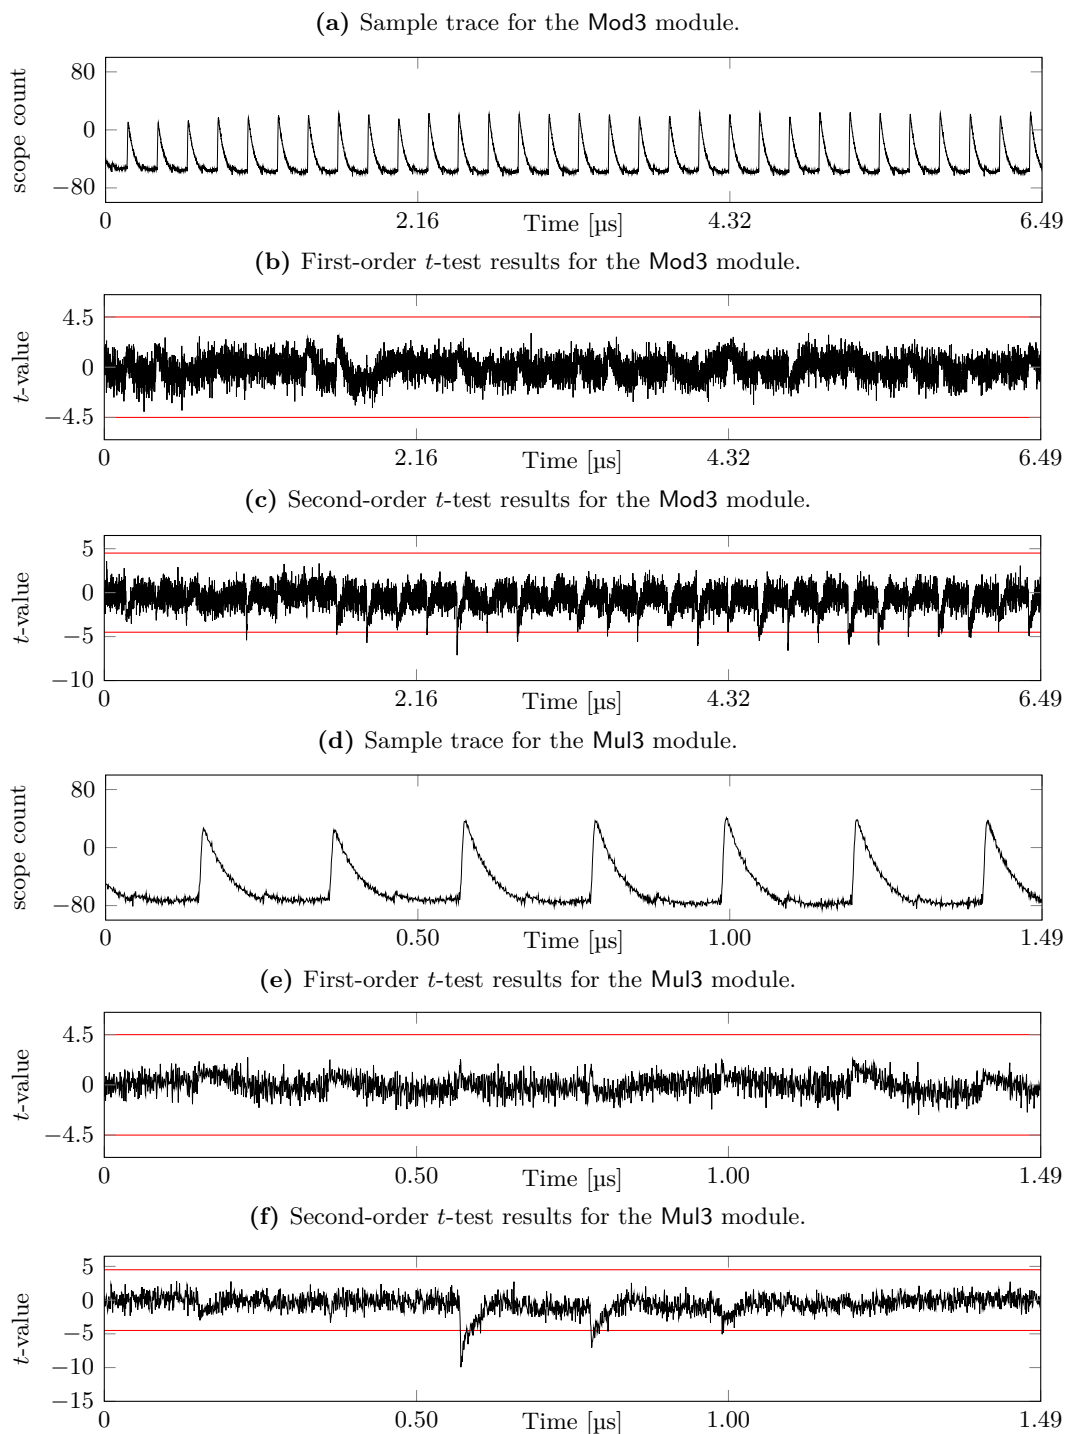 (a) Sample trace for the Mod3 module.
80
0
−80
scope count
0 2.16 4.32 6.49
Time [µs]
(b) First-order t-test results for the Mod3 module.
4.5
0
−4.5
t-value
0 2.16 4.32 6.49
Time [µs]
(c) Second-order t-test results for the Mod3 module.
5
0
−5
−10
t-value
0 2.16 4.32 6.49
Time [µs]
(d) Sample trace for the Mul3 module.
80
0
−80
scope count
0 0.50 1.00 1.49
Time [µs]
(e) First-order t-test results for the Mul3 module.
4.5
0
−4.5
t-value
0 0.50 1.00 1.49
Time [µs]
(f) Second-order t-test results for the Mul3 module.
5
0
−5
−10
−15
t-value
0 0.50 1.00 1.49
Time [µs]